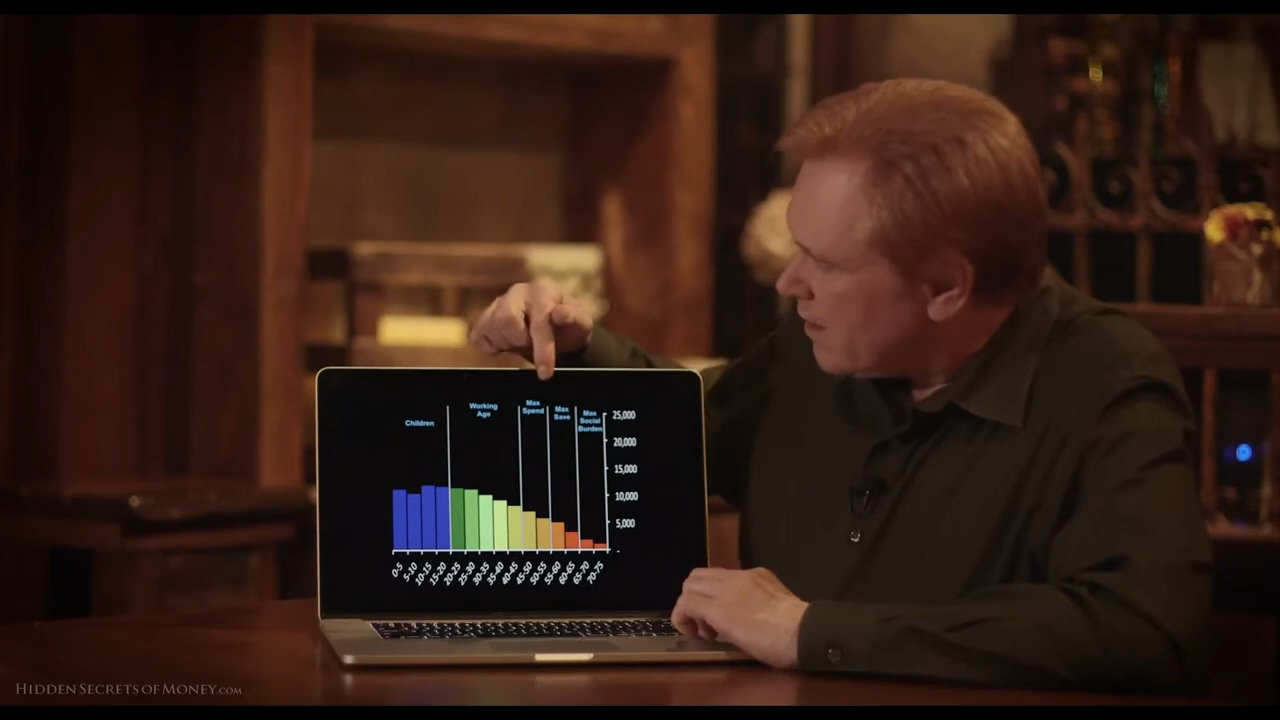 Children
Working
Age
Max
Spend
Max
Save
Max
Social
Burden
25,000
20,000
15,000
10,000
5,000
-
0-5
5-10
10-15
15-20
20-25
25-30
30-35
35-40
40-45
45-50
50-55
55-60
60-65
65-70
70-75
HIDDEN SECRETS OF MONEY.COM